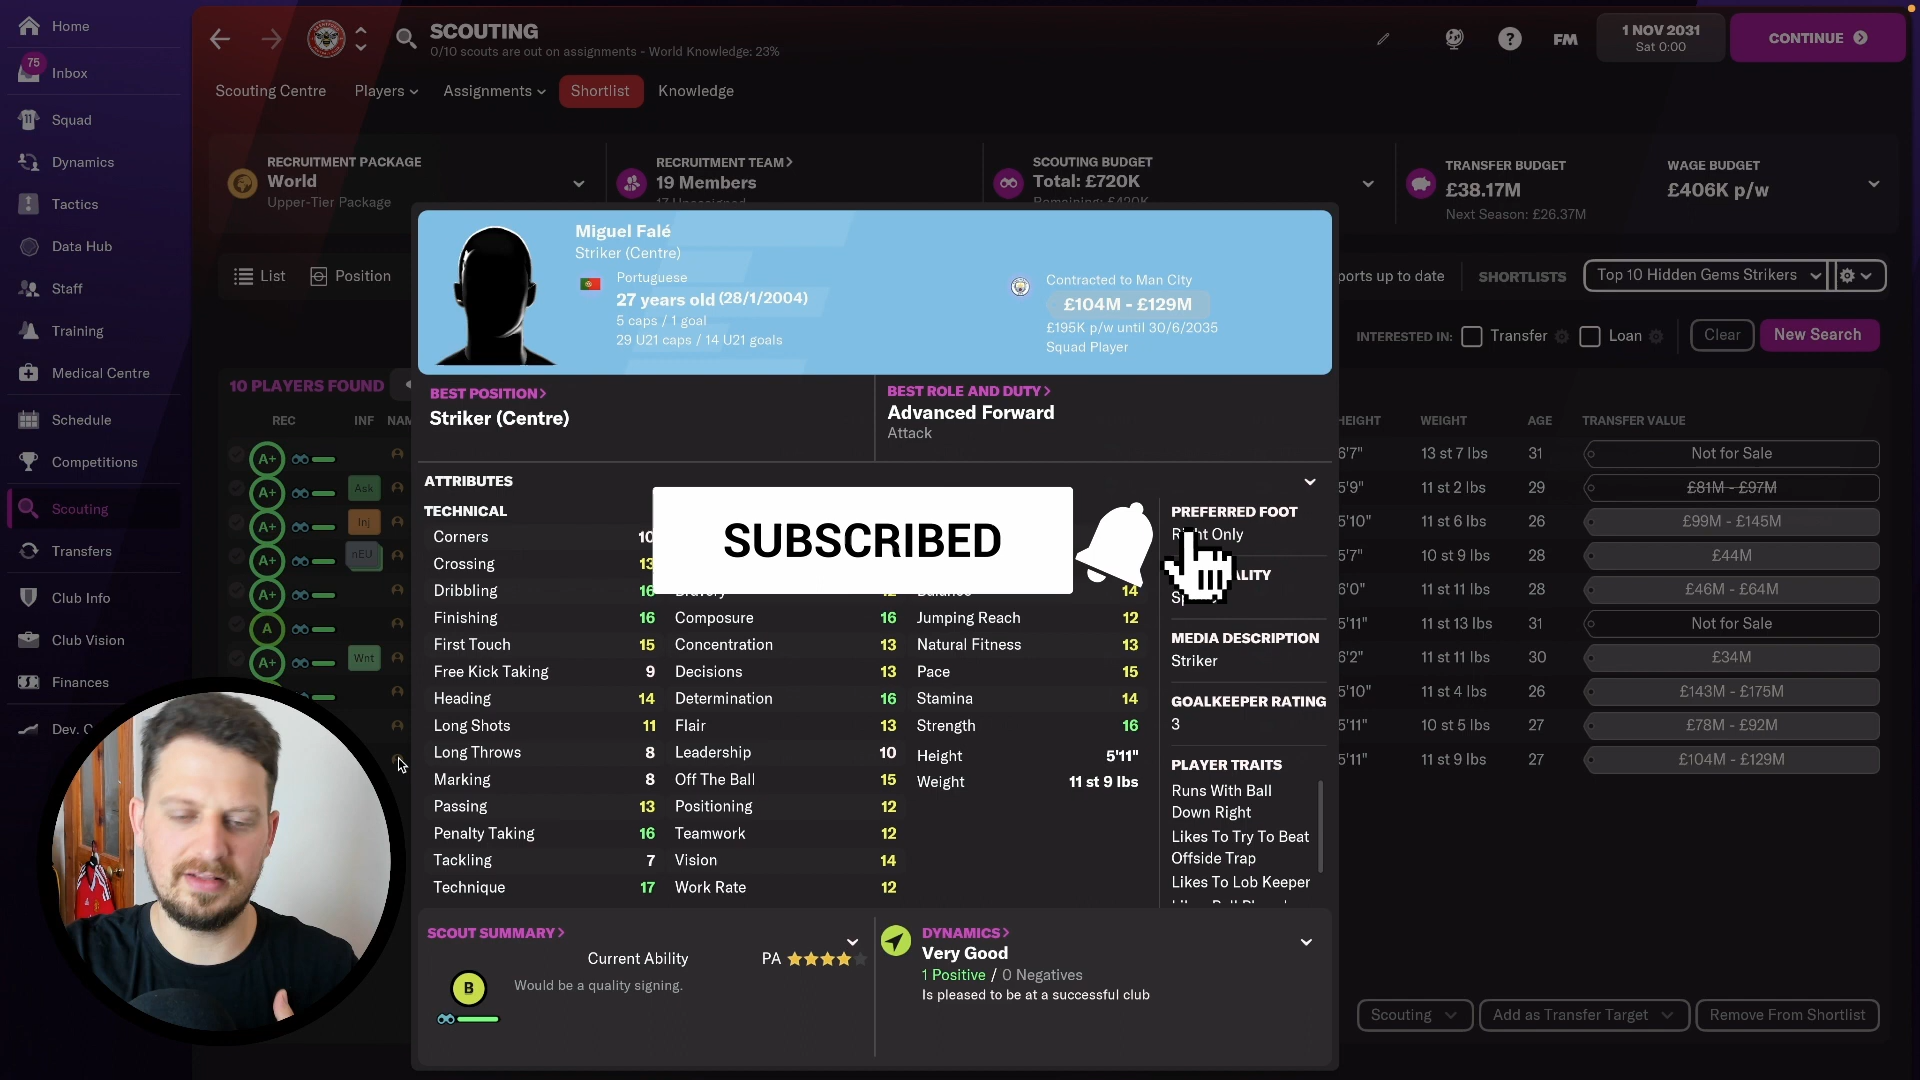 Home
75
Inbox
Squad
Dynamics
Tactics
Data Hub
Staff
Training
Medical Centre
Schedule
Competitions
Scouting
Transfers
Club Info
Club Vision
Finances
Dev. C
SCOUTING
0/10 scouts are out on assignments - World Knowledge: 23%
FM
1 NOV 2031
Sat 0:00
CONTINUE
Scouting Centre
Players
Assignments
Shortlist
Knowledge
RECRUITMENT PACKAGE
World
Upper-Tier Package
RECRUITMENT TEAM>
19 Members
17 Unassigned
SCOUTING BUDGET
Total: £720K
Remaining: £420K
TRANSFER BUDGET
£38.17M
Next Season: £26.37M
WAGE BUDGET
£406K p/w
List
Position
ports up to date
SHORTLISTS
Top 10 Hidden Gems Strikers
INTERESTED IN:
Transfer
Loan
Clear
New Search
10 PLAYERS FOUND
REC INF NAM
A+
A+ Ask
A+ Inj
A+ nEU
A+
A
A+ Wnt
HEIGHT WEIGHT AGE TRANSFER VALUE
6'7" 13 st 7 lbs 31 Not for Sale
5'9" 11 st 2 lbs 29 £81M - £97M
5'10" 11 st 6 lbs 26 £99M - £145M
5'7" 10 st 9 lbs 28 £44M
6'0" 11 st 11 lbs 28 £46M - £64M
5'11" 11 st 13 lbs 31 Not for Sale
6'2" 11 st 11 lbs 30 £34M
5'10" 11 st 4 lbs 26 £143M - £175M
5'11" 10 st 5 lbs 27 £78M - £92M
5'11" 11 st 9 lbs 27 £104M - £129M
Miguel Falé
Striker (Centre)
Portuguese
27 years old (28/1/2004)
5 caps / 1 goal
29 U21 caps / 14 U21 goals
Contracted to Man City
£104M - £129M
£195K p/w until 30/6/2035
Squad Player
BEST POSITION>
Striker (Centre)
BEST ROLE AND DUTY>
Advanced Forward
Attack
ATTRIBUTES
TECHNICAL
Corners 10
Crossing 13
Dribbling 16
Finishing 16
First Touch 15
Free Kick Taking 9
Heading 14
Long Shots 11
Long Throws 8
Marking 8
Passing 13
Penalty Taking 16
Tackling 7
Technique 17
SUBSCRIBED
Bravery 12
Composure 16
Concentration 13
Decisions 13
Determination 16
Flair 13
Leadership 10
Off The Ball 15
Positioning 12
Teamwork 12
Vision 14
Work Rate 12
Balance 14
Jumping Reach 12
Natural Fitness 13
Pace 15
Stamina 14
Strength 16
Height 5'11"
Weight 11 st 9 lbs
PREFERRED FOOT
Right Only
ALITY
MEDIA DESCRIPTION
Striker
GOALKEEPER RATING
3
PLAYER TRAITS
Runs With Ball
Down Right
Likes To Try To Beat
Offside Trap
Likes To Lob Keeper
SCOUT SUMMARY>
Current Ability
PA
B
Would be a quality signing.
DYNAMICS>
Very Good
1 Positive / 0 Negatives
Is pleased to be at a successful club
Scouting
Add as Transfer Target
Remove From Shortlist